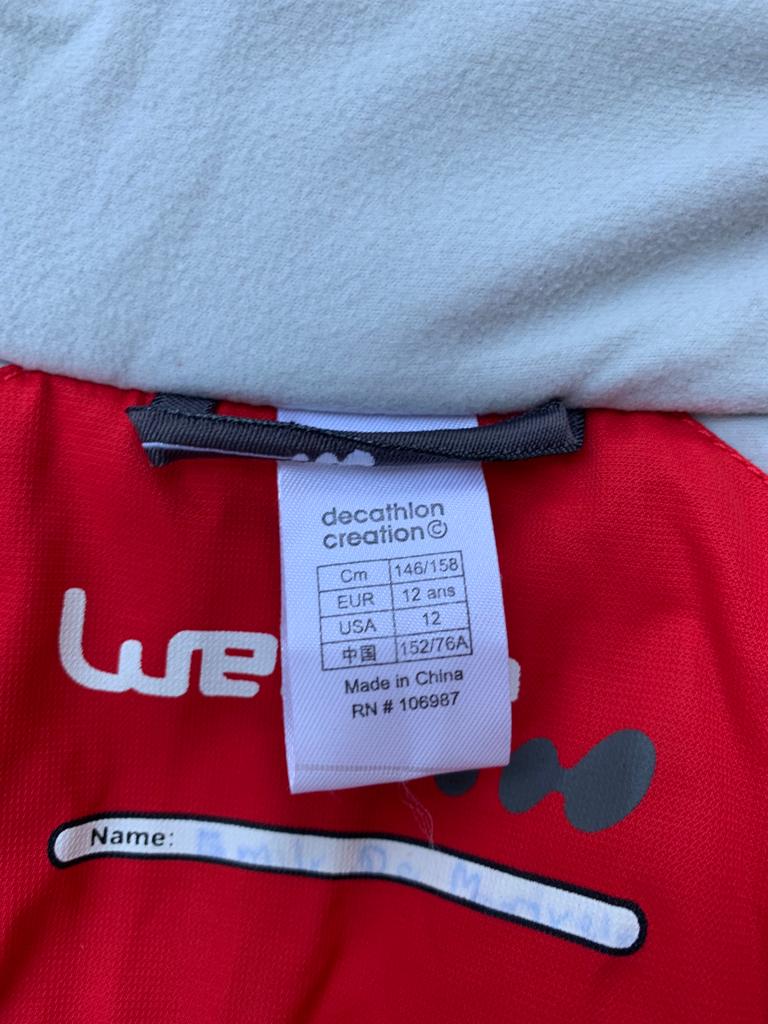 decathlon
creation©
Cm 146/158
EUR 12 ans
USA 12
中国 152/76A
Made in China
RN # 106987
Name: